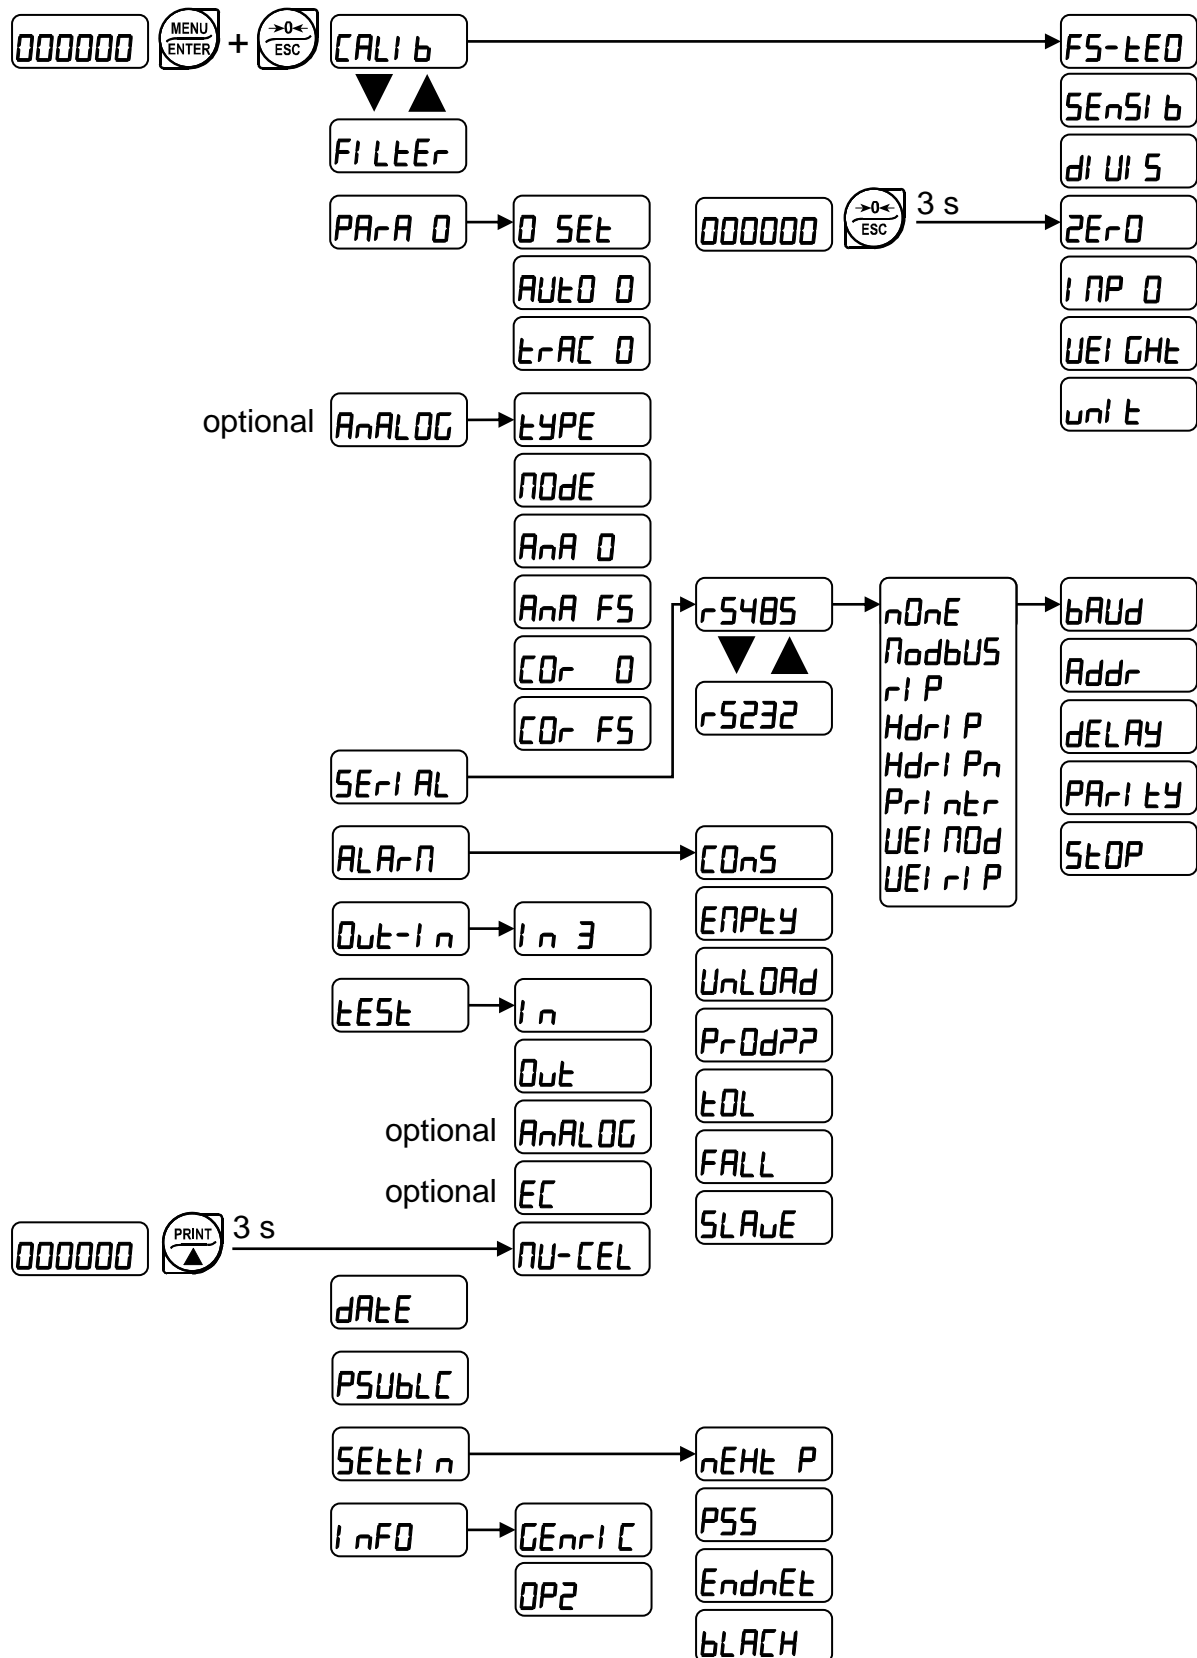 000000 MENU ENTER + →0← ESC CALIb FS-tEO
SEnSIb
FILtEr
dIVIS
PArA 0 0 SEt 000000 →0← ESC 3 s ZErO
AUtO 0 INP 0
trAC 0 UEIGHt
optional AnALOG tYPE unIt
MOdE
AnA 0
AnA FS rS485 nOnE bAUd
ModbUS
COr 0 rIP Addr
COr FS rS232 HdrIP dELAY
SErIAL HdrIPn PArItY
PrIntr
ALArM COnS UEIMOd StOP
UEIrIP
Out-In In 3 EMPtY
tESt In UnLOAd
Out PrOd??
optional AnALOG tOL
optional EC FALL
000000 PRINT 3 s MU-CEL SLAuE
dAtE
PSUbLC
SEttIn nEHt P
InFO GEnrIC PSS
OP2 EndnEt
bLACH